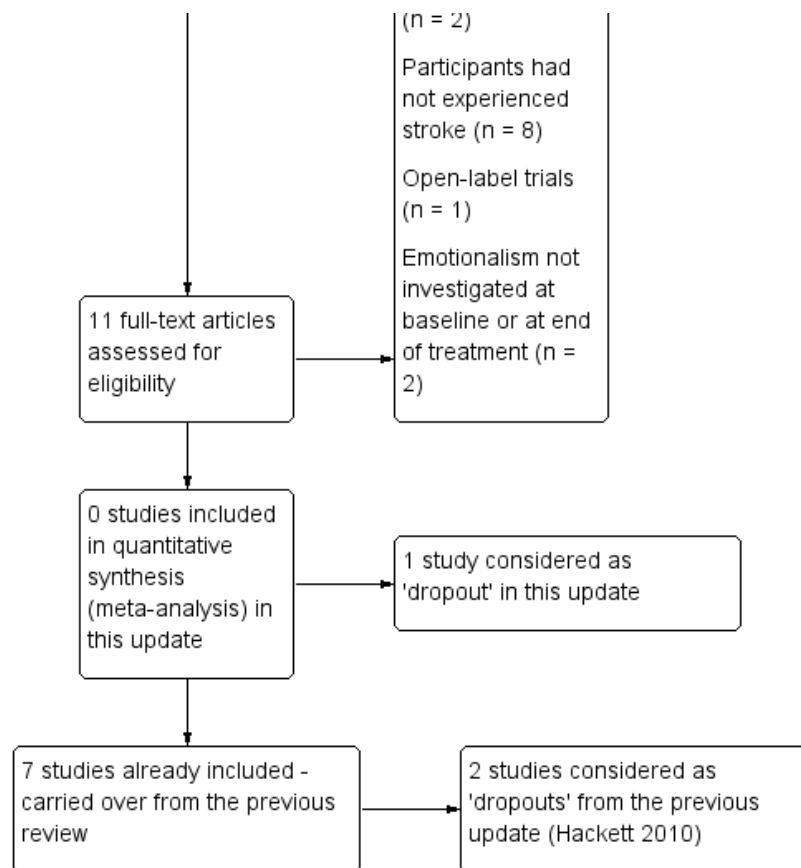 (n = 2)
Participants had
not experienced
stroke (n = 8)
Open-label trials
(n = 1)
Emotionalism not
investigated at
baseline or at end
of treatment (n =
2)
11 full-text articles
assessed for
eligibility
0 studies included
in quantitative
synthesis
(meta-analysis) in
this update
1 study considered as
'dropout' in this update
7 studies already included -
carried over from the previous
review
2 studies considered as
'dropouts' from the previous
update (Hackett 2010)